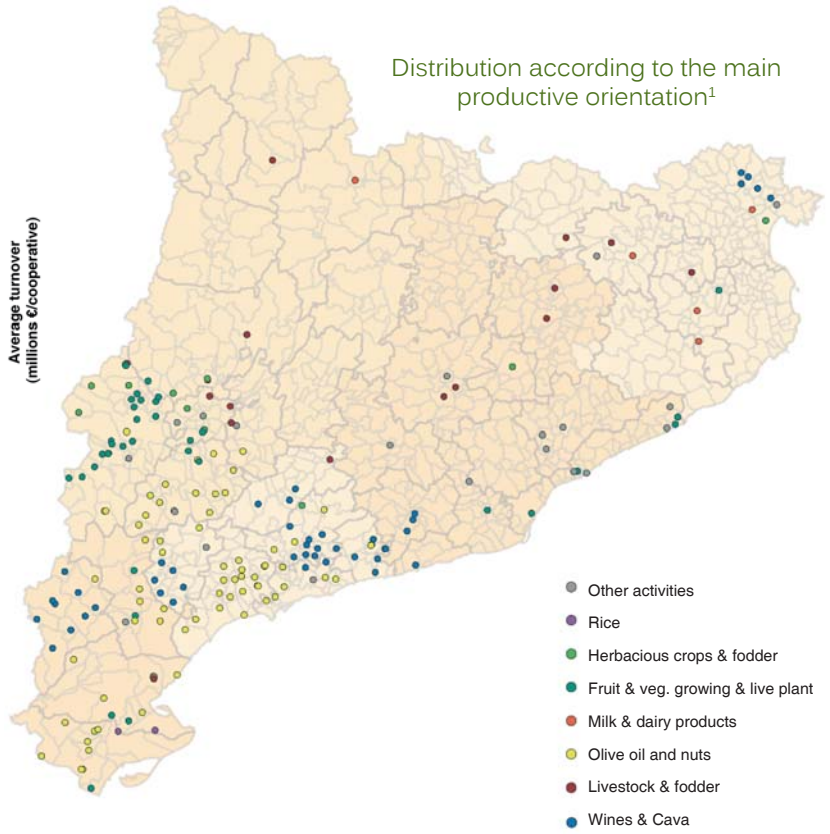 Distribution according to the main
productive orientation¹
Average turnover
(millions €/cooperative)
Other activities
Rice
Herbacious crops & fodder
Fruit & veg. growing & live plant
Milk & dairy products
Olive oil and nuts
Livestock & fodder
Wines & Cava